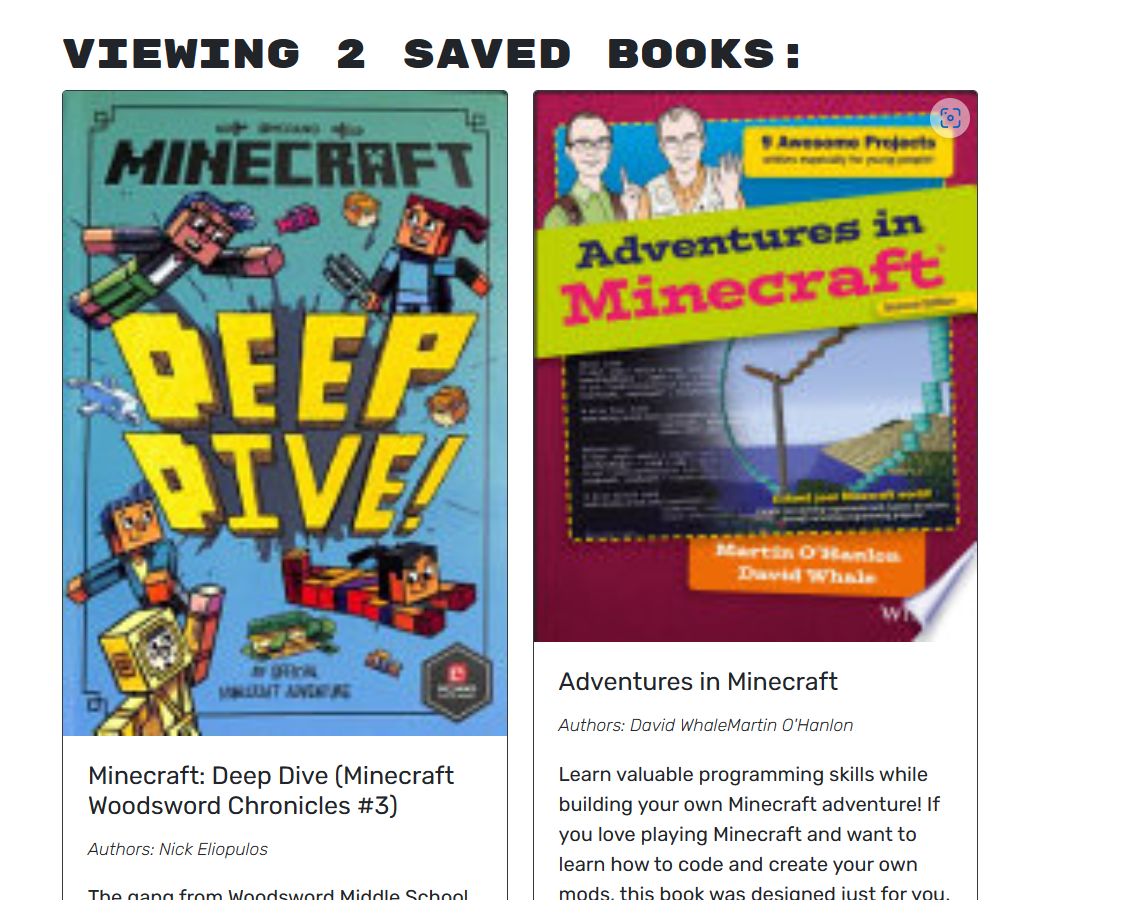 VIEWING 2 SAVED BOOKS:
MOJANG
MINECRAFT
DEEP
DIVE!
AN OFFICIAL
MINECRAFT ADVENTURE
Minecraft: Deep Dive (Minecraft
Woodsword Chronicles #3)
Authors: Nick Eliopulos
The gang from Woodsword Middle School
9 Awesome Projects
Adventures in
Minecraft
Second Edition
Martin O'Hanlon
David Whale
Adventures in Minecraft
Authors: David WhaleMartin O'Hanlon
Learn valuable programming skills while
building your own Minecraft adventure! If
you love playing Minecraft and want to
learn how to code and create your own
mods, this book was designed just for you.